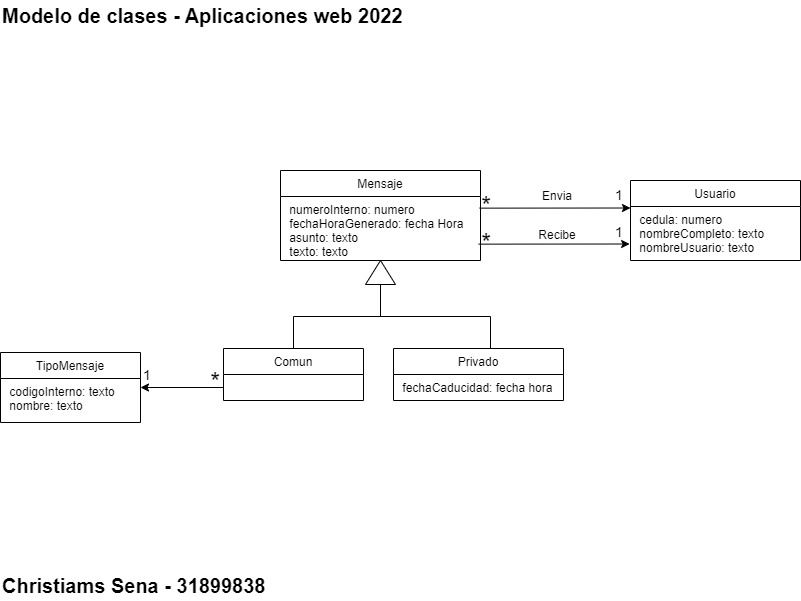 Modelo de clases - Aplicaciones web 2022
Mensaje
numeroInterno: numero
fechaHoraGenerado: fecha Hora
asunto: texto
texto: texto
* Envia 1
* Recibe 1
Usuario
cedula: numero
nombreCompleto: texto
nombreUsuario: texto
TipoMensaje
codigoInterno: texto
nombre: texto
1 *
Comun
Privado
fechaCaducidad: fecha hora
Christiams Sena - 31899838